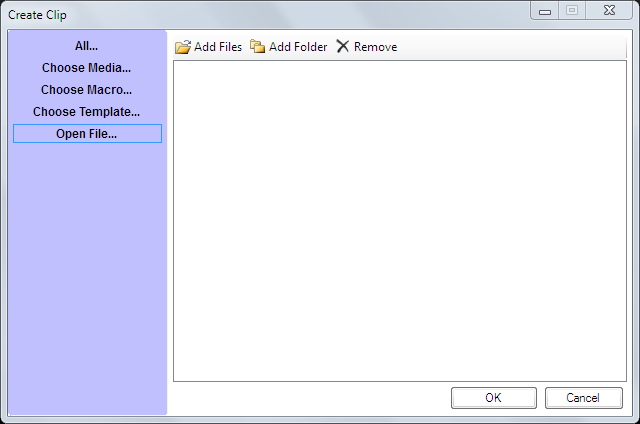 Create Clip
All...
Choose Media...
Choose Macro...
Choose Template...
Open File...
Add Files Add Folder Remove
OK Cancel